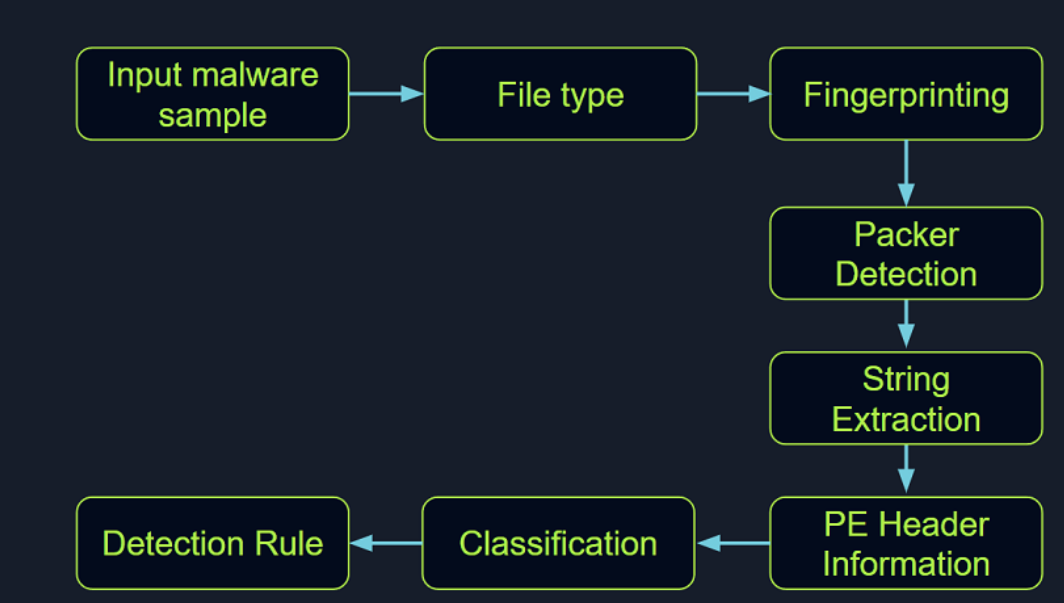 Input malware
sample
File type
Fingerprinting
Packer
Detection
String
Extraction
PE Header
Information
Classification
Detection Rule